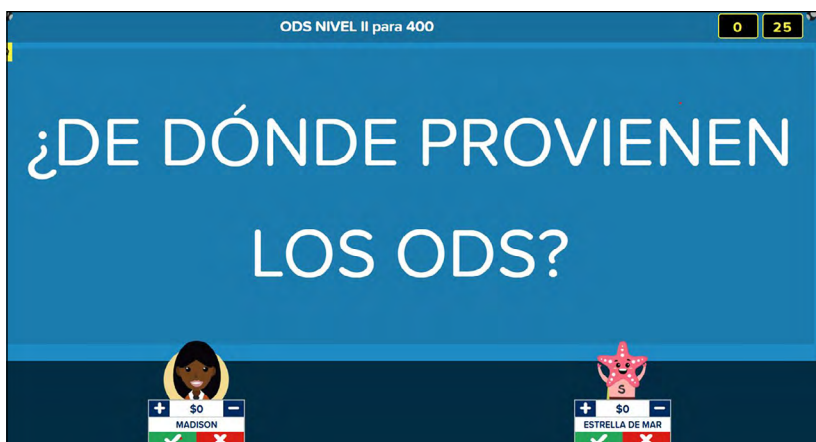 ODS NIVEL II para 400
0 25
¿DE DÓNDE PROVIENEN
LOS ODS?
S
+ $0 −
MADISON
+ $0 −
ESTRELLA DE MAR